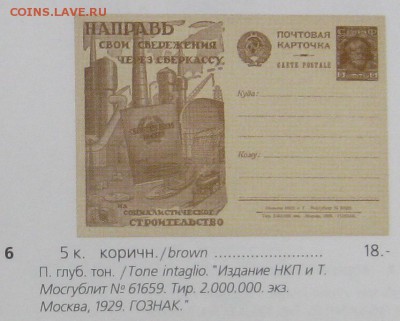 COINS.LAVE.RU
НАПРАВЬ
СВОИ СБЕРЕЖЕНИЯ
ЧЕРЕЗ СБЕРКАССУ
ПОЧТОВАЯ
КАРТОЧКА
CARTE POSTALE
Куда:
Кому:
НА
СОЦИАЛИСТИЧЕСКОЕ
СТРОИТЕЛЬСТВО
6 5 к. коричн. / brown ........................ 18.-
П. глуб. тон. / Tone intaglio. "Издание НКП и Т.
Мосгублит № 61659. Тир. 2.000.000. экз.
Москва, 1929. ГОЗНАК."